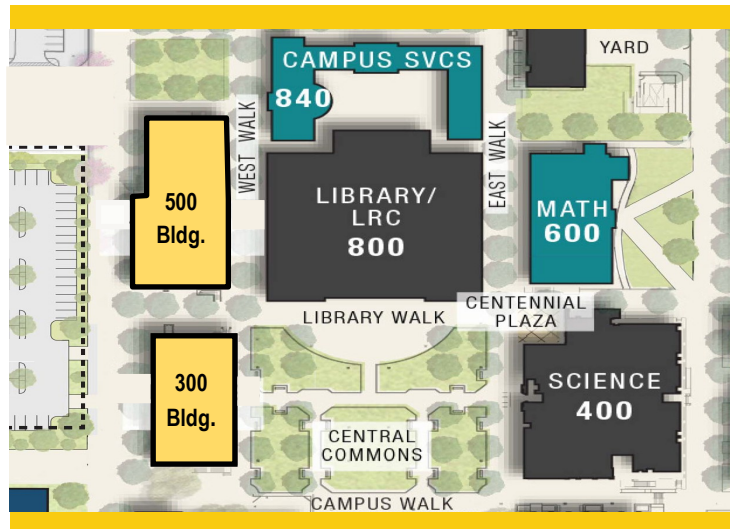 YARD
CAMPUS SVCS
840
WEST WALK
EAST WALK
LIBRARY/
LRC
800
500
Bldg.
MATH
600
CENTENNIAL
PLAZA
LIBRARY WALK
300
Bldg.
SCIENCE
400
CENTRAL
COMMONS
CAMPUS WALK